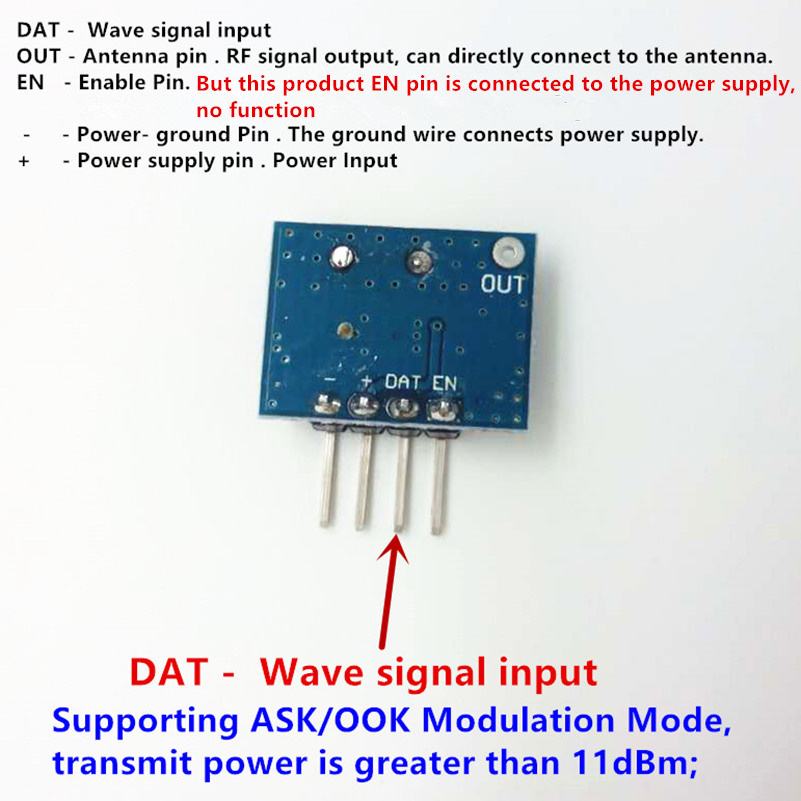 DAT - Wave signal input
OUT - Antenna pin . RF signal output, can directly connect to the antenna.
EN - Enable Pin. But this product EN pin is connected to the power supply,
no function
- - Power- ground Pin . The ground wire connects power supply.
+ - Power supply pin . Power Input
OUT
- + DAT EN
DAT - Wave signal input
Supporting ASK/OOK Modulation Mode,
transmit power is greater than 11dBm;